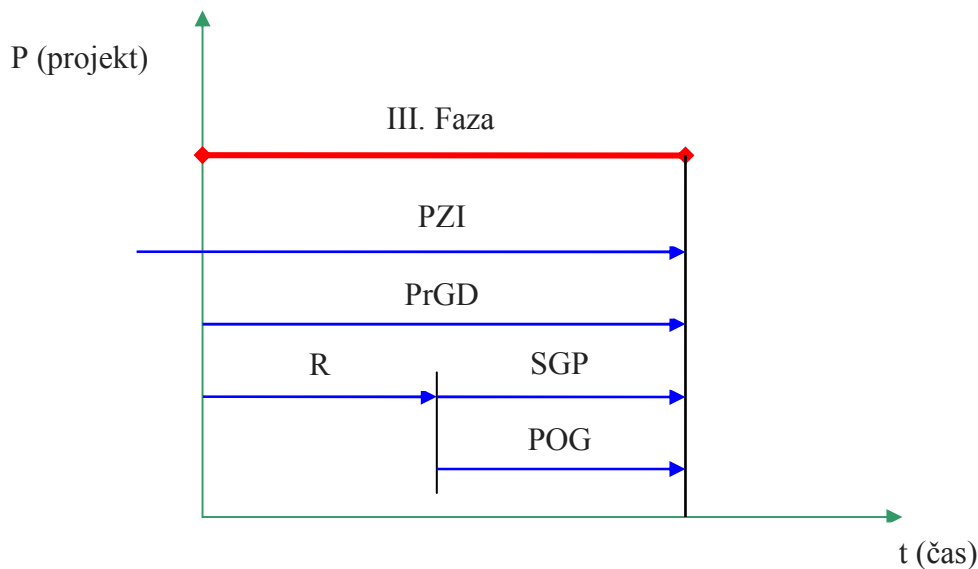 P (projekt)
III. Faza
PZI
PrGD
R
SGP
POG
t (čas)